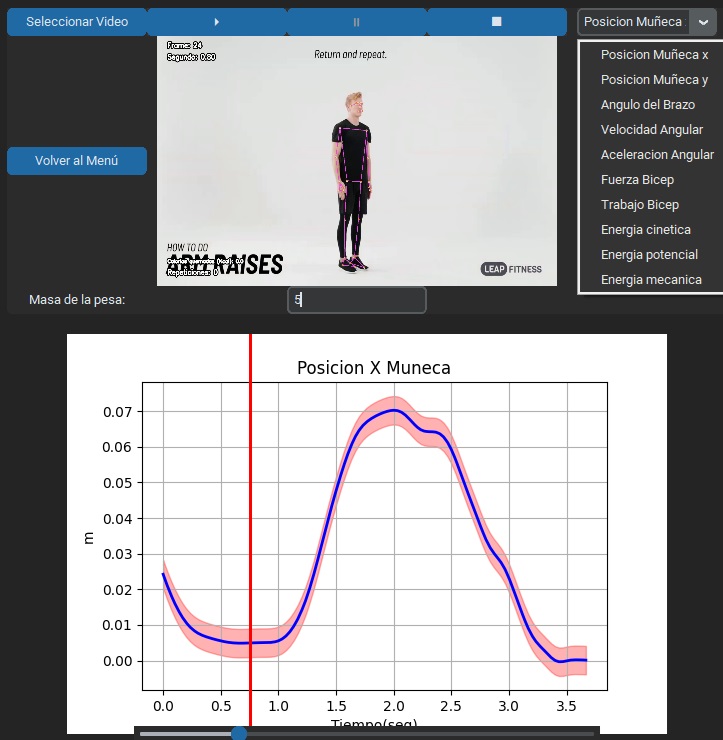 Seleccionar Video
Posicion Muñeca
Frame: 24
Segundo: 0.80
Return and repeat.
Posicion Muñeca x
Posicion Muñeca y
Angulo del Brazo
Velocidad Angular
Aceleracion Angular
Fuerza Bicep
Trabajo Bicep
Energia cinetica
Energia potencial
Energia mecanica
Volver al Menú
HOW TO DO
ARM RAISES
Calorias quemadas (Kcal): 0.0
Repeticiones: 0
LEAP FITNESS
Masa de la pesa:
5
Posicion X Muneca
0.07
0.06
0.05
0.04
0.03
0.02
0.01
0.00
m
0.0 0.5 1.0 1.5 2.0 2.5 3.0 3.5
Tiempo(seg)